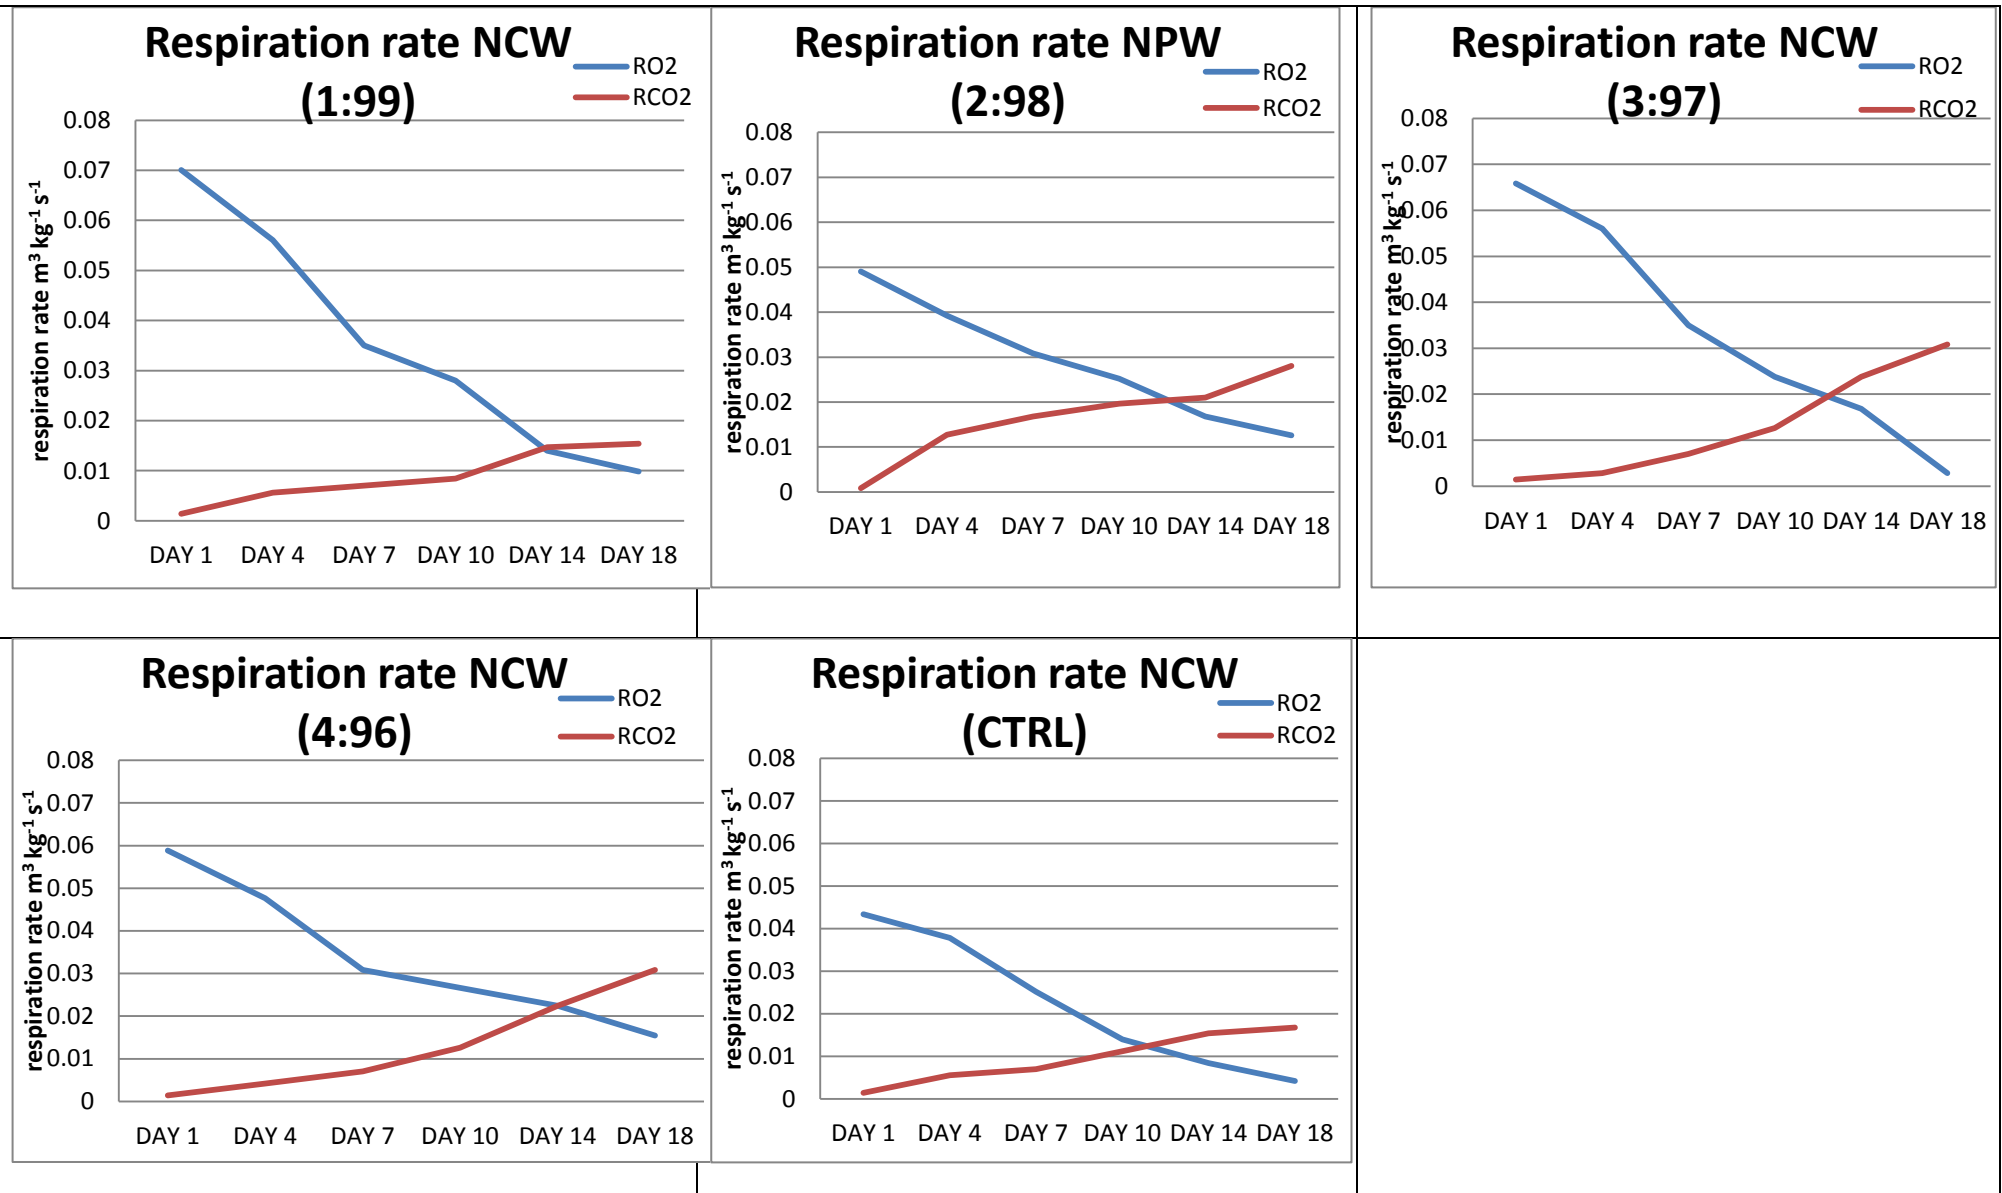 Respiration rate NCW
(1:99)
RO2
RCO2
respiration rate m³ kg⁻¹ s⁻¹
0.08
0.07
0.06
0.05
0.04
0.03
0.02
0.01
0
DAY 1 DAY 4 DAY 7 DAY 10 DAY 14 DAY 18
Respiration rate NPW
(2:98)
RO2
RCO2
respiration rate m³ kg⁻¹ s⁻¹
0.08
0.07
0.06
0.05
0.04
0.03
0.02
0.01
0
DAY 1 DAY 4 DAY 7 DAY 10 DAY 14 DAY 18
Respiration rate NCW
(3:97)
RO2
RCO2
respiration rate m³ kg⁻¹ s⁻¹
0.08
0.07
0.06
0.05
0.04
0.03
0.02
0.01
0
DAY 1 DAY 4 DAY 7 DAY 10 DAY 14 DAY 18
Respiration rate NCW
(4:96)
RO2
RCO2
respiration rate m³ kg⁻¹ s⁻¹
0.08
0.07
0.06
0.05
0.04
0.03
0.02
0.01
0
DAY 1 DAY 4 DAY 7 DAY 10 DAY 14 DAY 18
Respiration rate NCW
(CTRL)
RO2
RCO2
respiration rate m³ kg⁻¹ s⁻¹
0.08
0.07
0.06
0.05
0.04
0.03
0.02
0.01
0
DAY 1 DAY 4 DAY 7 DAY 10 DAY 14 DAY 18